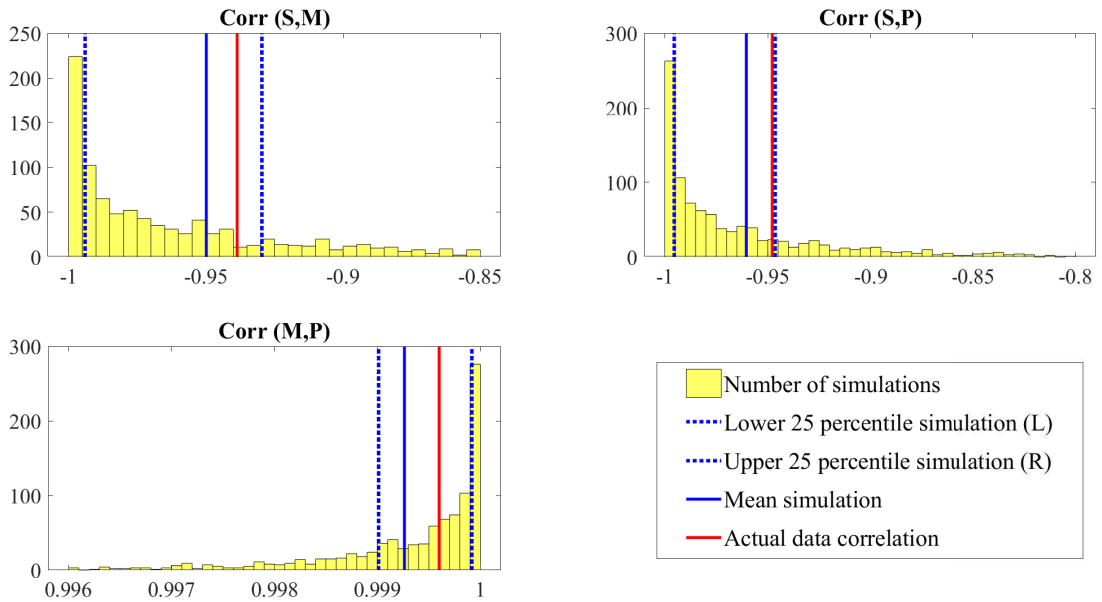 Corr (S,M)
250
200
150
100
50
0
-1 -0.95 -0.9 -0.85
Corr (S,P)
300
200
100
0
-1 -0.95 -0.9 -0.85 -0.8
Corr (M,P)
300
200
100
0
0.996 0.997 0.998 0.999 1
Number of simulations
Lower 25 percentile simulation (L)
Upper 25 percentile simulation (R)
Mean simulation
Actual data correlation